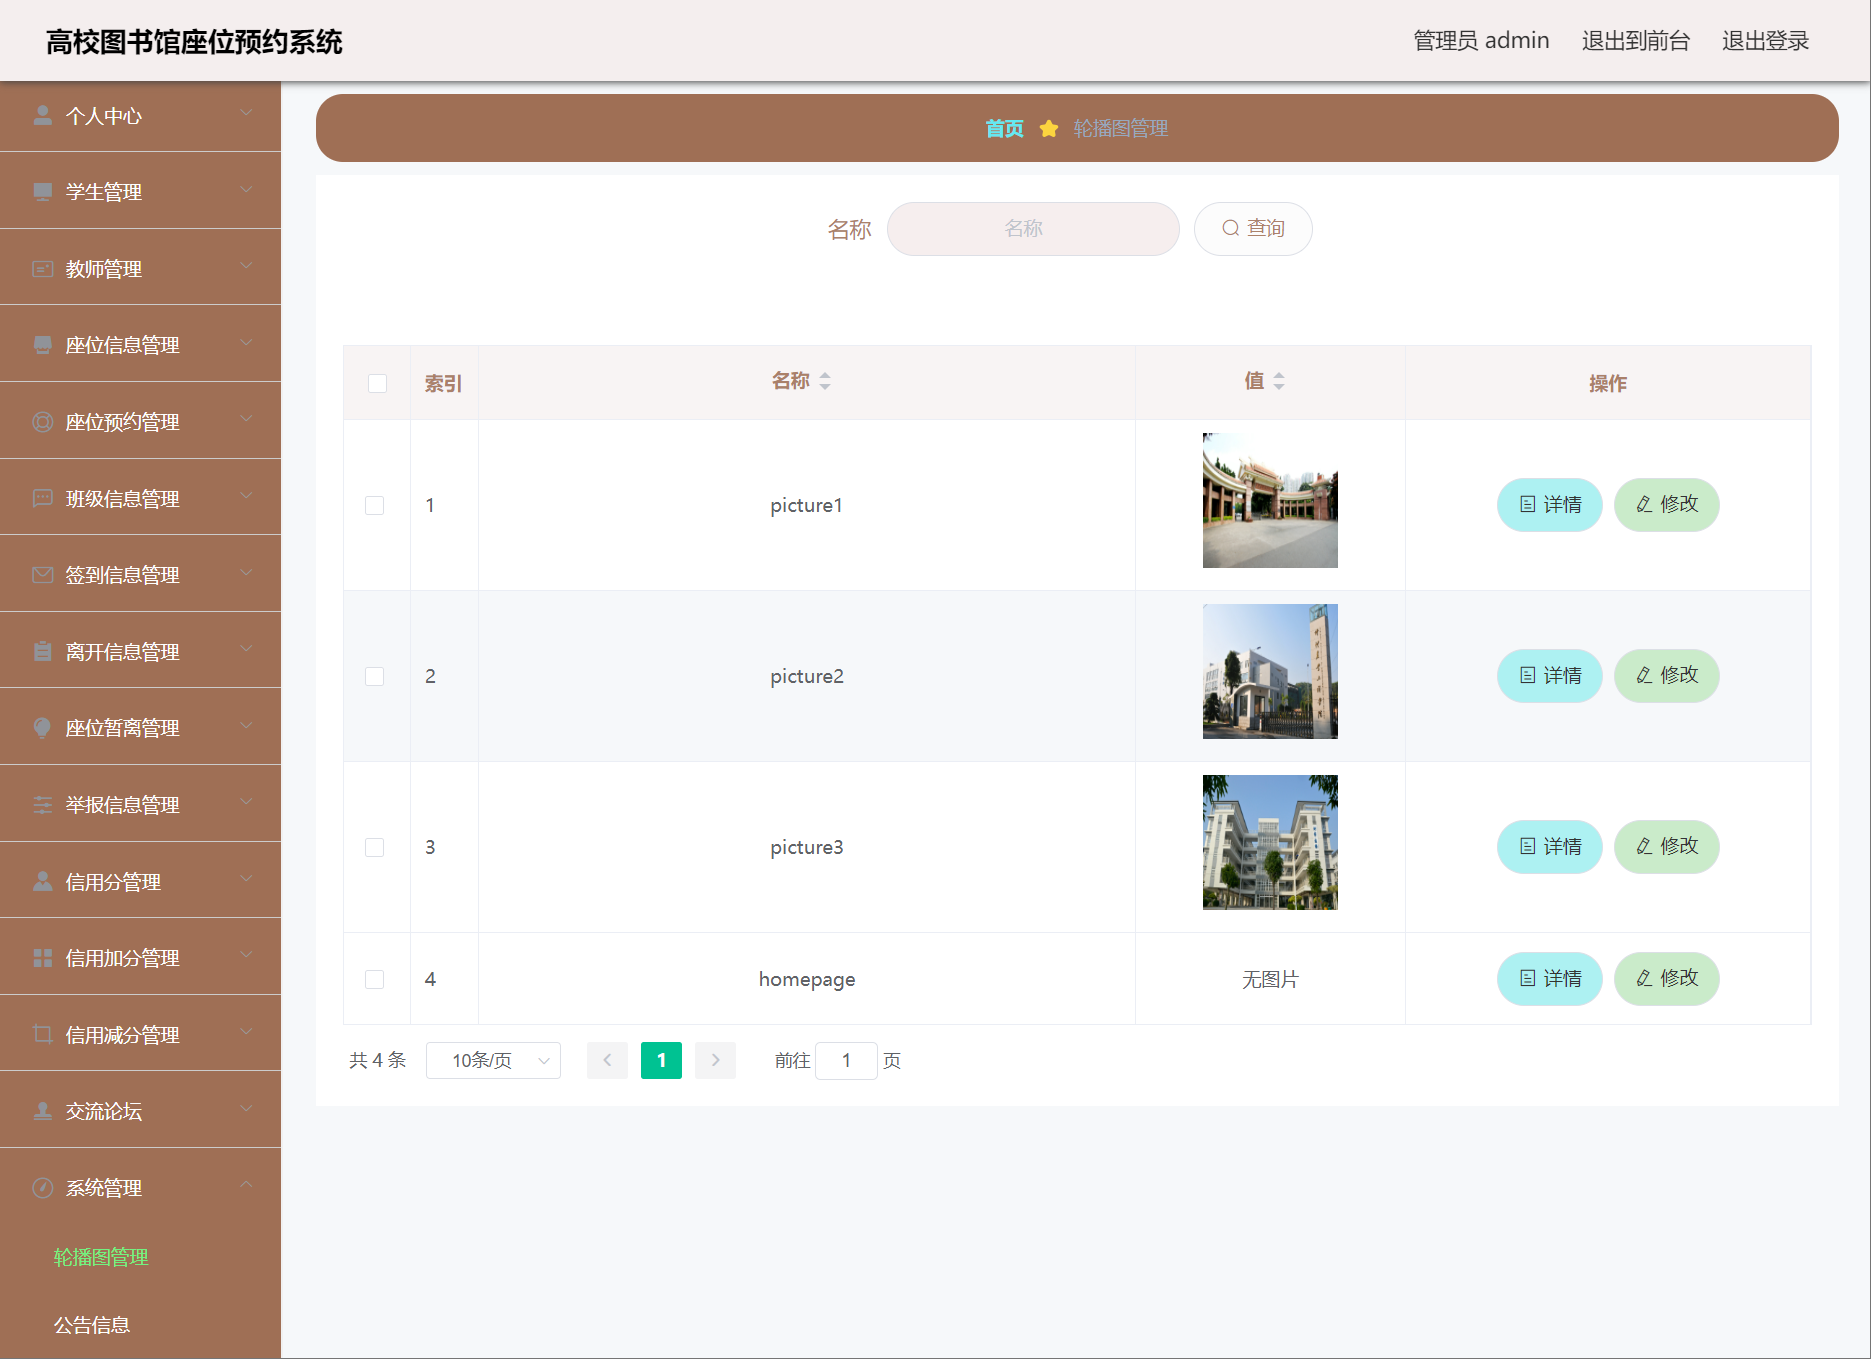 高校图书馆座位预约系统
管理员 admin 退出到前台 退出登录
个人中心
学生管理
教师管理
座位信息管理
座位预约管理
班级信息管理
签到信息管理
离开信息管理
座位暂离管理
举报信息管理
信用分管理
信用加分管理
信用减分管理
交流论坛
系统管理
轮播图管理
公告信息
首页 轮播图管理
名称 名称 查询
索引 名称 值 操作
1 picture1 详情 修改
2 picture2 详情 修改
3 picture3 详情 修改
4 homepage 无图片 详情 修改
共 4 条 10条/页 1 前往 1 页